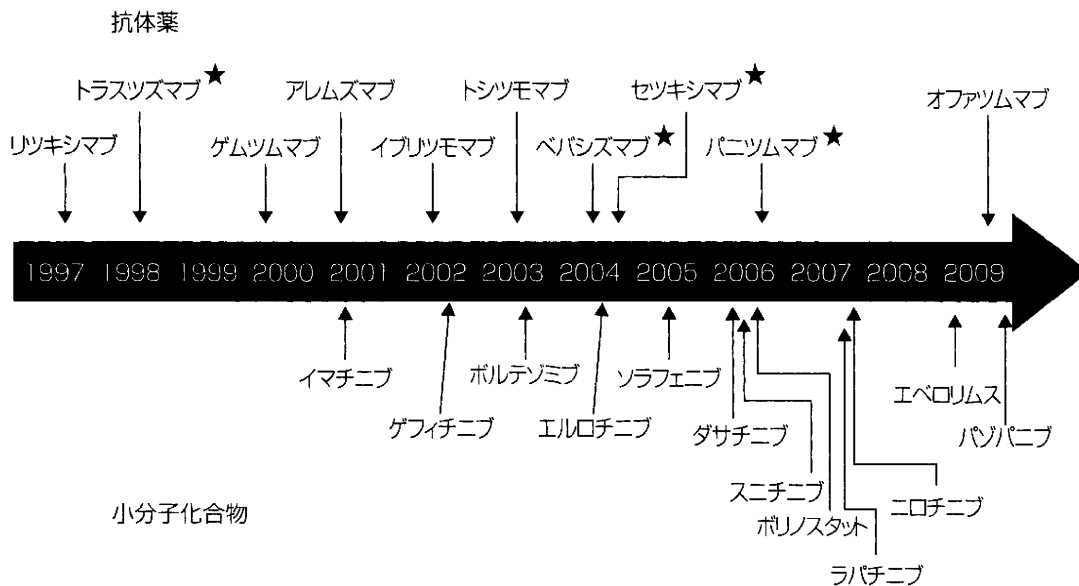 抗体薬
トラスツズマブ★ アレムズマブ トシツモマブ セツキシマブ★ オファツムマブ
リツキシマブ ゲムツムマブ イブリツモマブ ベバシズマブ★ パニツムマブ★
1997 1998 1999 2000 2001 2002 2003 2004 2005 2006 2007 2008 2009
イマチニブ ボルテゾミブ ソラフェニブ エベロリムス
ゲフィチニブ エルロチニブ ダサチニブ パゾパニブ
スニチニブ ニロチニブ
小分子化合物 ボリノスタット
ラパチニブ